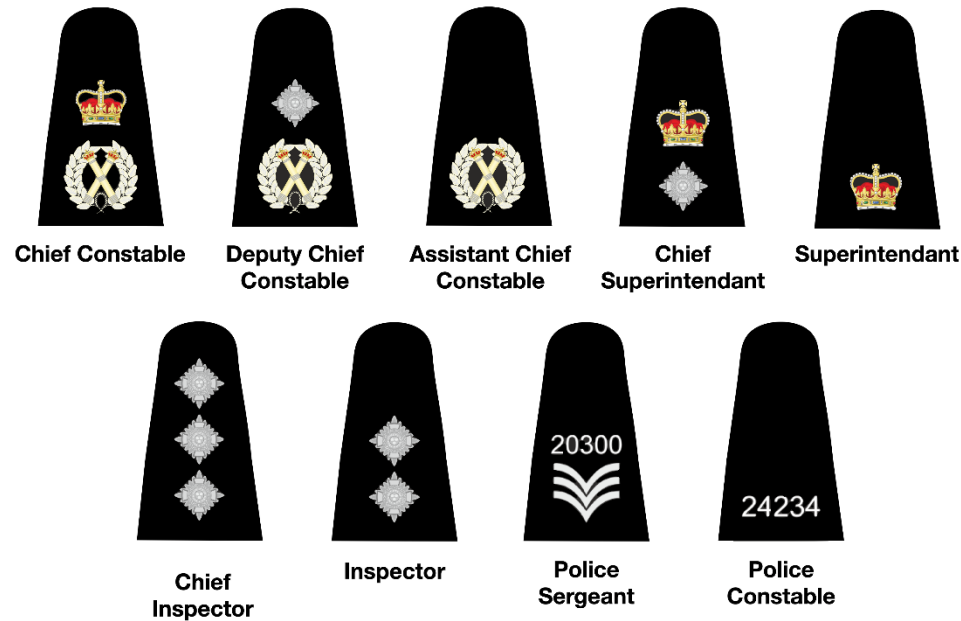 Chief Constable
Deputy Chief
Constable
Assistant Chief
Constable
Chief
Superintendant
Superintendant
20300
24234
Chief
Inspector
Inspector
Police
Sergeant
Police
Constable